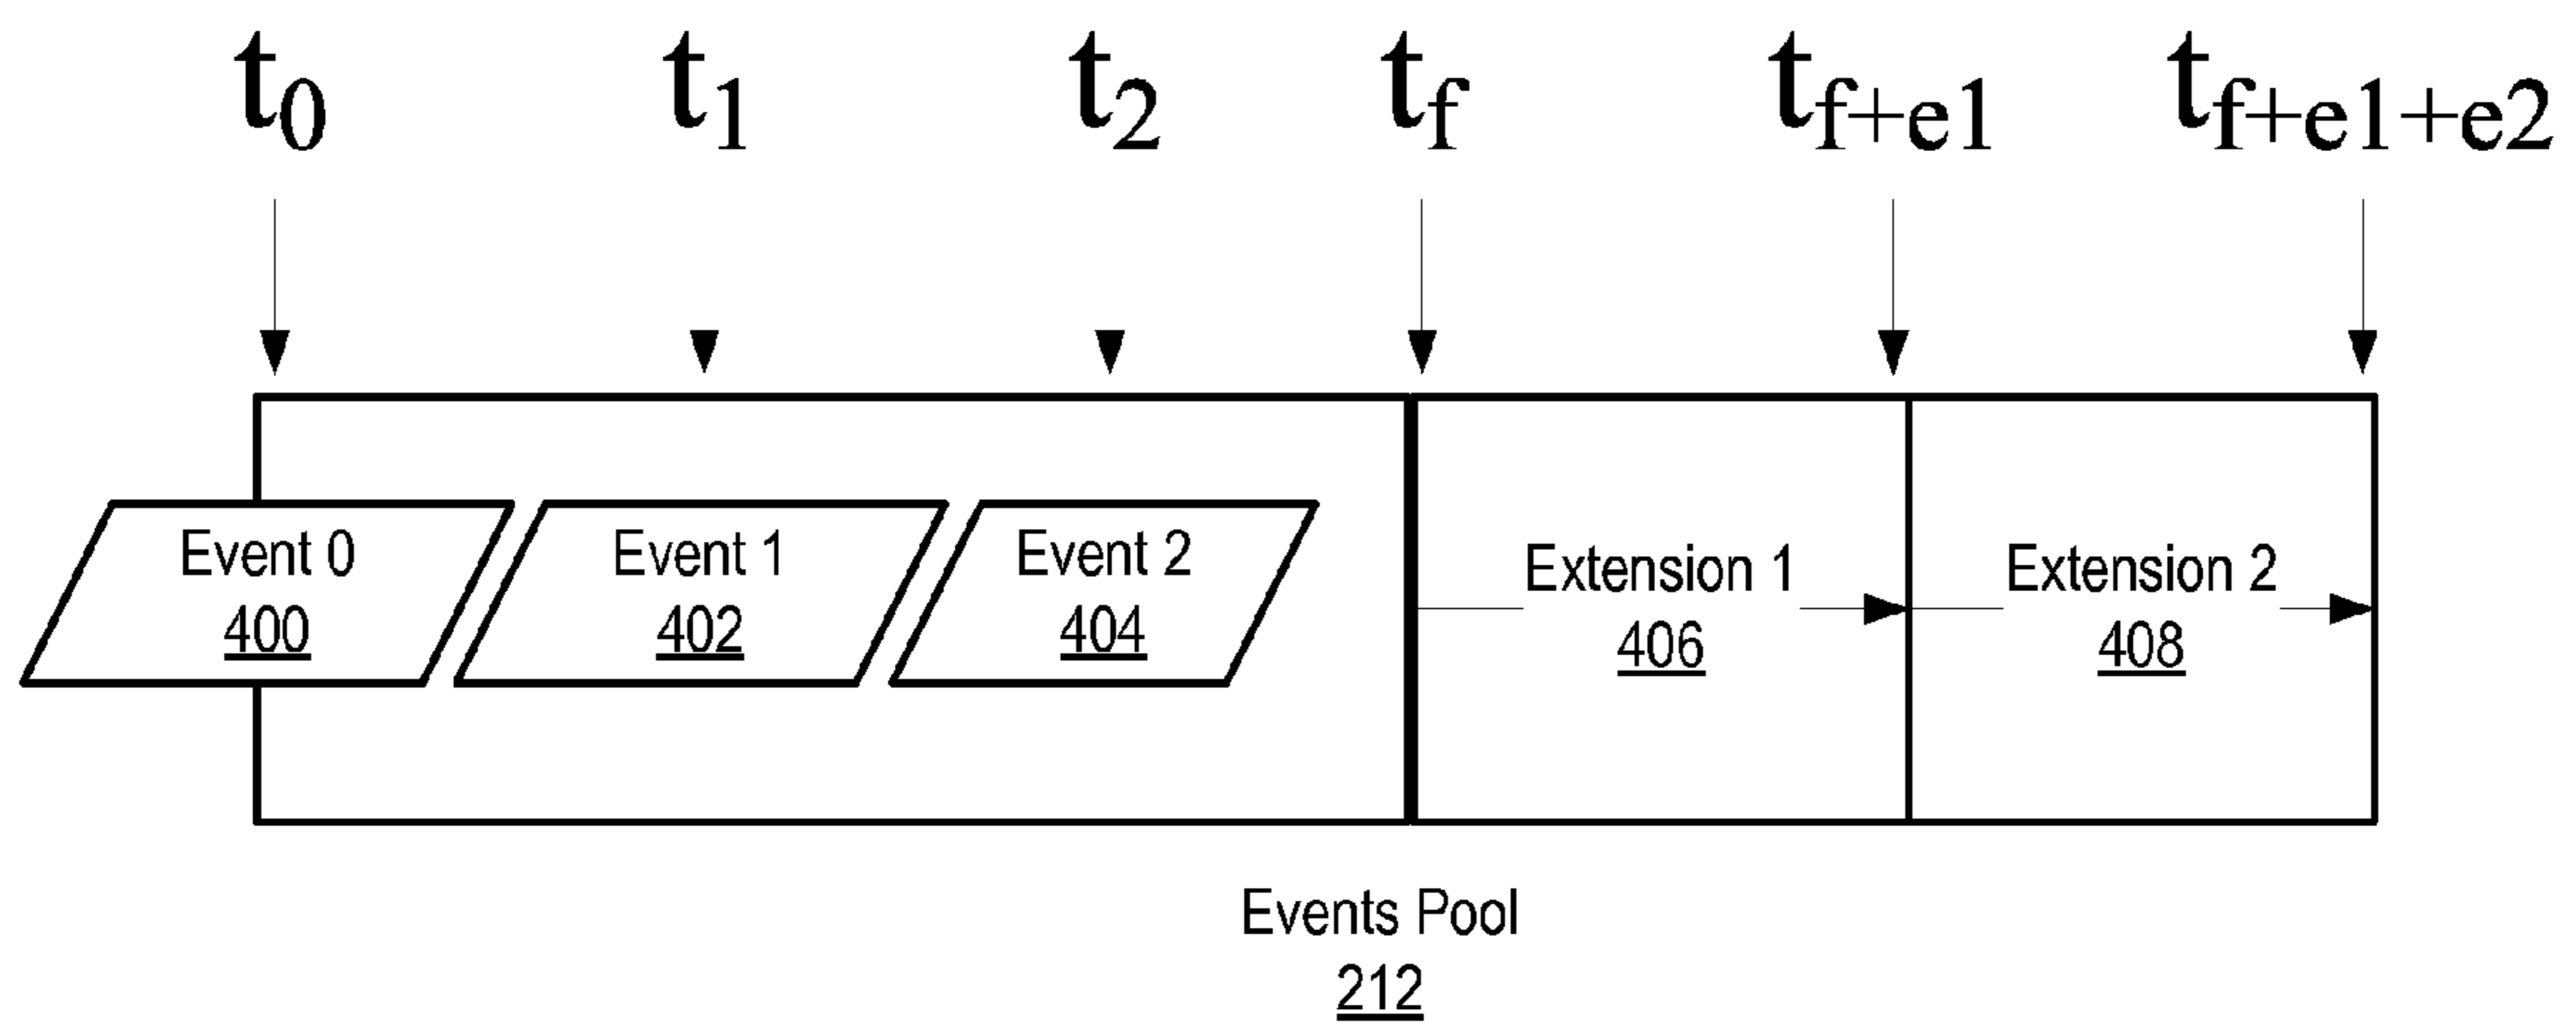 t0 t1 t2 tf tf+e1 tf+e1+e2
Event 0 Event 1 Event 2 Extension 1 Extension 2
400 402 404 406 408
Events Pool
212